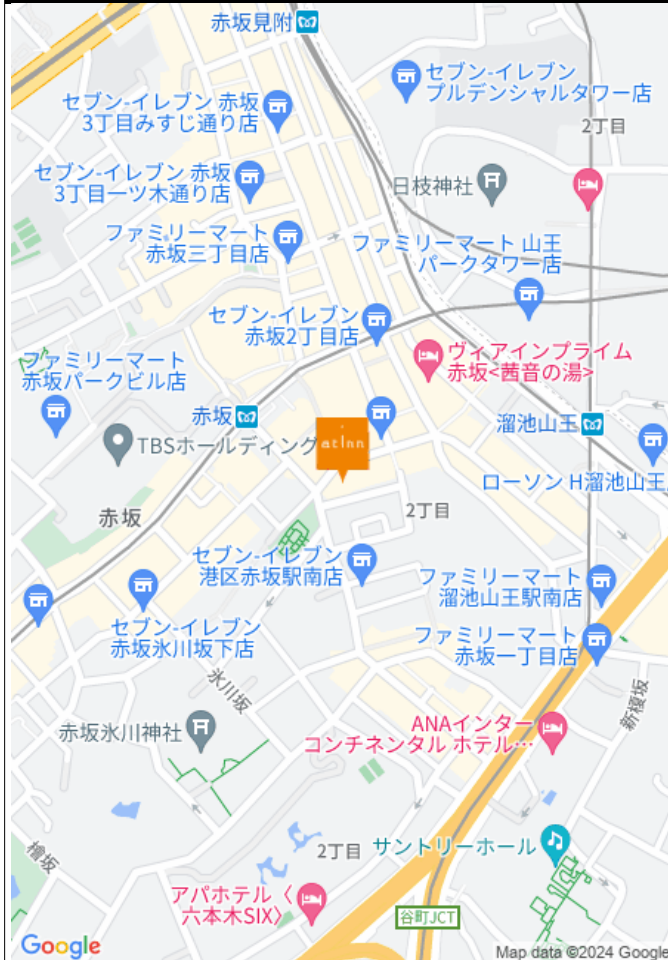 赤坂見附
セブン-イレブン
プルデンシャルタワー店
セブン-イレブン 赤坂
3丁目みすじ通り店
2丁目
セブン-イレブン 赤坂
3丁目一ツ木通り店
日枝神社
ファミリーマート
赤坂三丁目店
ファミリーマート 山王
パークタワー店
セブン-イレブン
赤坂2丁目店
ヴィアインプライム
赤坂<茜音の湯>
ファミリーマート
赤坂パークビル店
赤坂
溜池山王
TBSホールディング
at inn
ローソン H溜池山王
赤坂
2丁目
セブン-イレブン
港区赤坂駅南店
ファミリーマート
溜池山王駅南店
セブン-イレブン
赤坂氷川坂下店
ファミリーマート
赤坂一丁目店
氷川坂
新榎坂
赤坂氷川神社
ANAインター
コンチネンタル ホテル…
檜坂
2丁目
サントリーホール
アパホテル〈
六本木SIX〉
谷町JCT
Google
Map data ©2024 Google